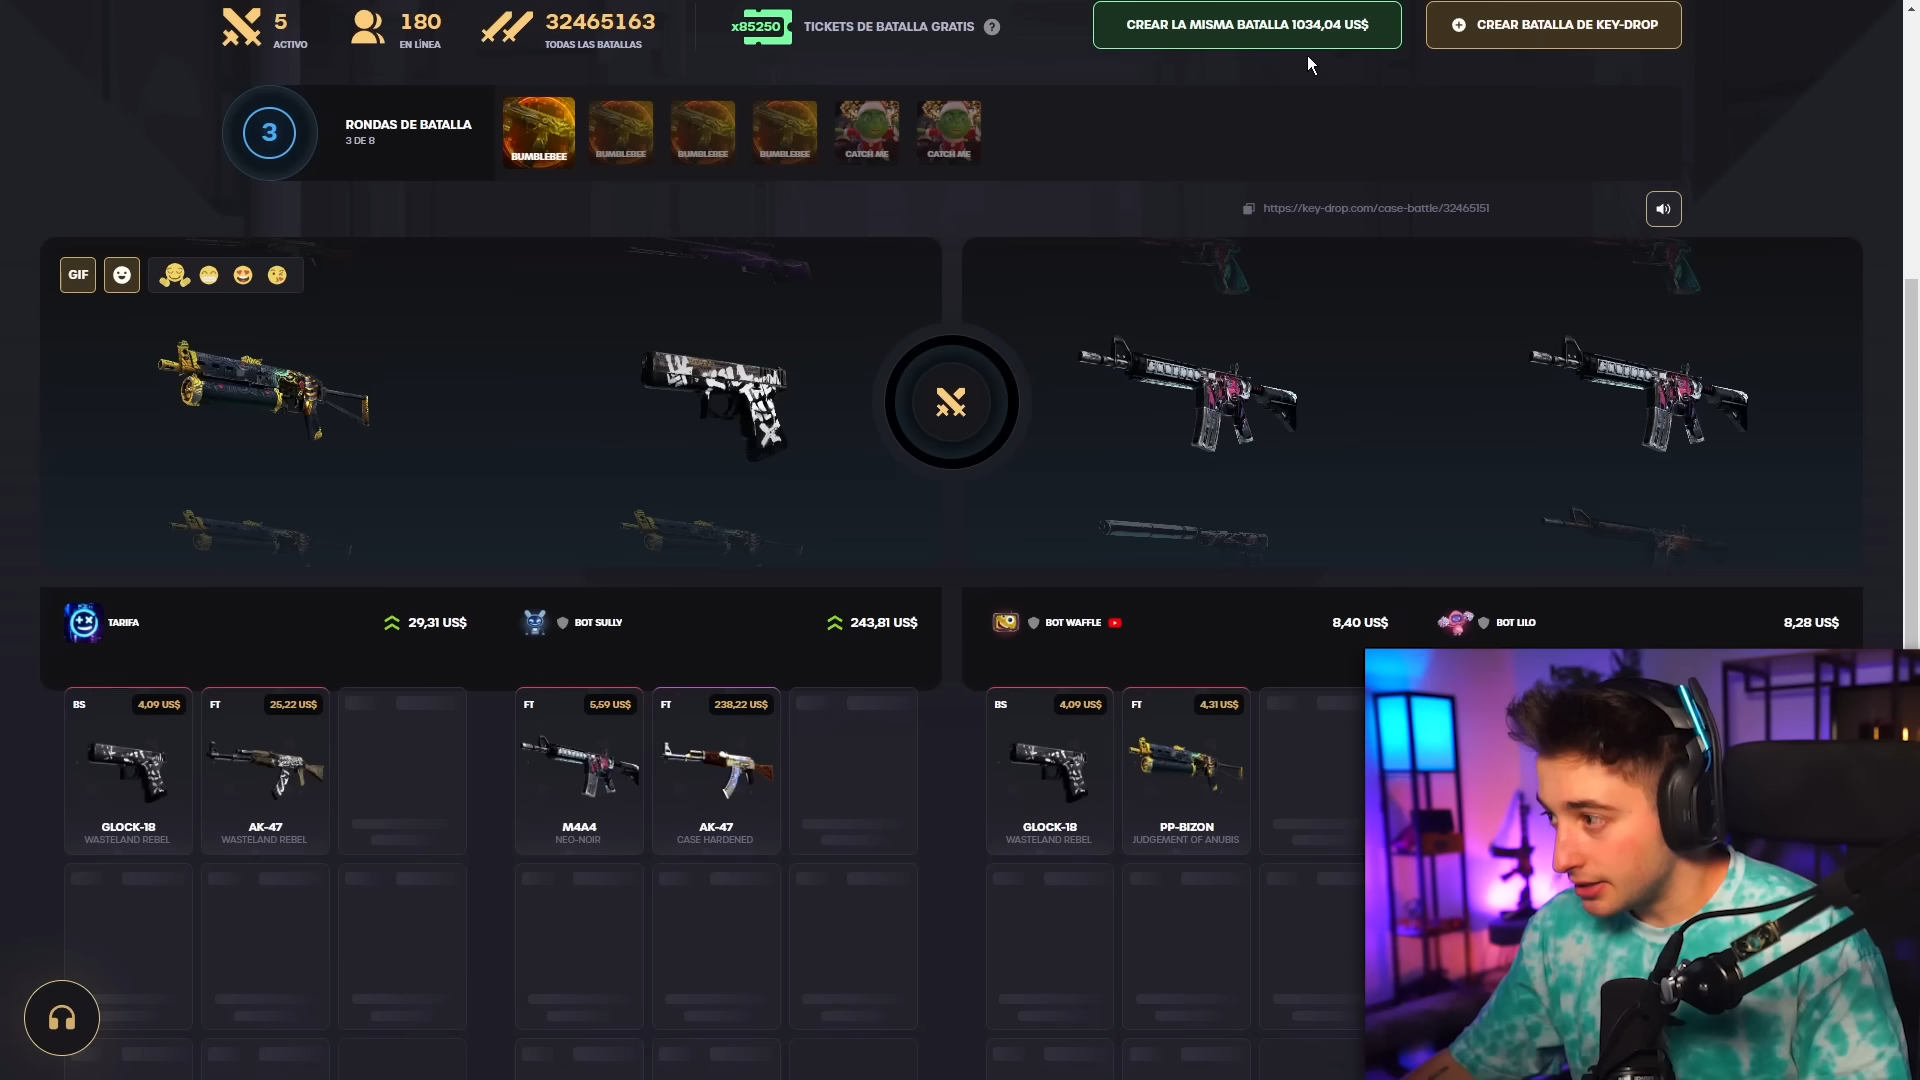 5
ACTIVO
180
EN LÍNEA
32465163
TODAS LAS BATALLAS
x85250
TICKETS DE BATALLA GRATIS
?
CREAR LA MISMA BATALLA 1034,04 US$
CREAR BATALLA DE KEY-DROP
3
RONDAS DE BATALLA
3 DE 8
BUMBLEBEE
BUMBLEBEE
BUMBLEBEE
BUMBLEBEE
CATCH ME
CATCH ME
https://key-drop.com/case-battle/32465151
GIF
TARIFA
29,31 US$
BOT SULLY
243,81 US$
BOT WAFFLE
8,40 US$
BOT LILO
8,28 US$
BS
4,09 US$
GLOCK-18
WASTELAND REBEL
FT
25,22 US$
AK-47
WASTELAND REBEL
FT
5,59 US$
M4A4
NEO-NOIR
FT
238,22 US$
AK-47
CASE HARDENED
BS
4,09 US$
GLOCK-18
WASTELAND REBEL
FT
4,31 US$
PP-BIZON
JUDGEMENT OF ANUBIS